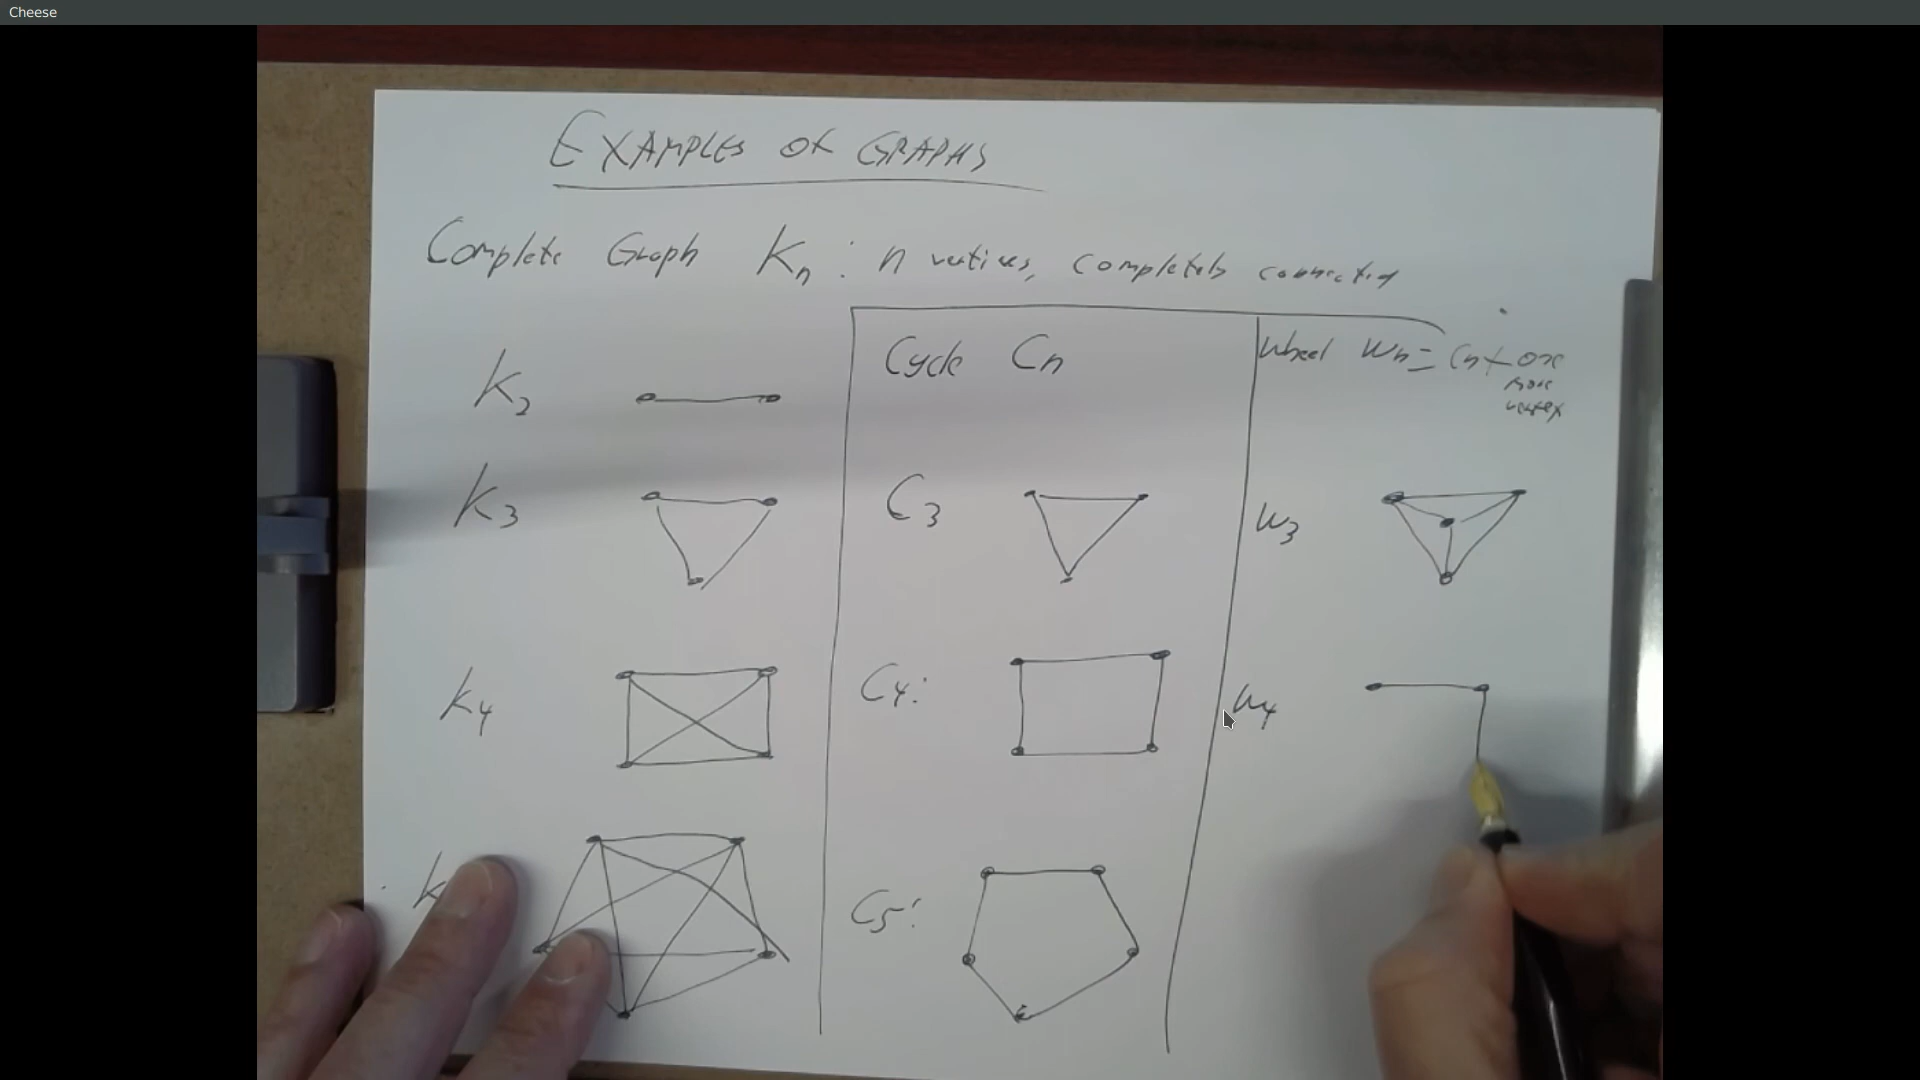 Cheese
EXAMPLES OF GRAPHS
Complete Graph Kn : n vertices, completely connected
Cycle Cn
Wheel Wn = Cn + one
more
vertex
K2
K3
C3
W3
K4
C4:
W4
K
C5: